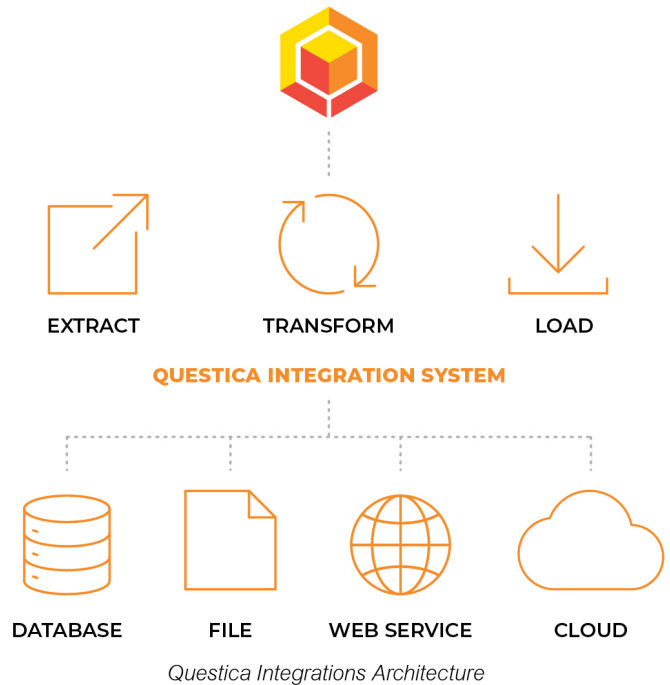 EXTRACT TRANSFORM LOAD
QUESTICA INTEGRATION SYSTEM
DATABASE FILE WEB SERVICE CLOUD
Questica Integrations Architecture